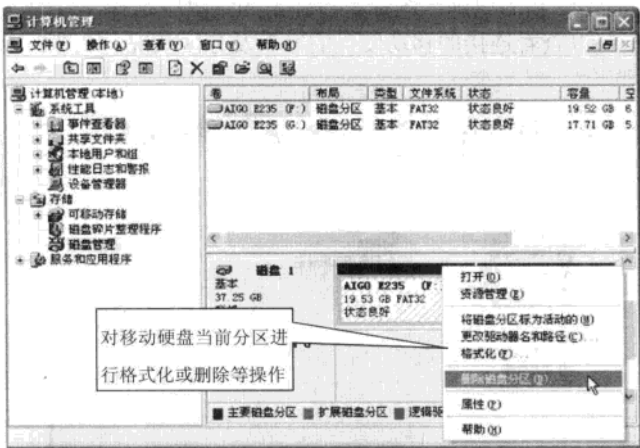 计算机管理
文件(F) 操作(A) 查看(V) 窗口(W) 帮助(H)
计算机管理(本地)
系统工具
事件查看器
共享文件夹
本地用户和组
性能日志和警报
设备管理器
存储
可移动存储
磁盘碎片整理程序
磁盘管理
服务和应用程序
卷 布局 类型 文件系统 状态 容量
AIGO E235 (F:) 磁盘分区 基本 FAT32 状态良好 19.52 GB 6
AIGO E235 (G:) 磁盘分区 基本 FAT32 状态良好 17.71 GB 5
磁盘 1
基本
37.25 GB
AIGO E235 (F:
19.53 GB FAT32
状态良好
打开(O)
资源管理(E)
将磁盘分区标为活动的(M)
更改驱动器名和路径(C)...
格式化(F)...
删除磁盘分区(D)...
属性(P)
帮助(H)
对移动硬盘当前分区进
行格式化或删除等操作
主要磁盘分区 扩展磁盘分区 逻辑驱